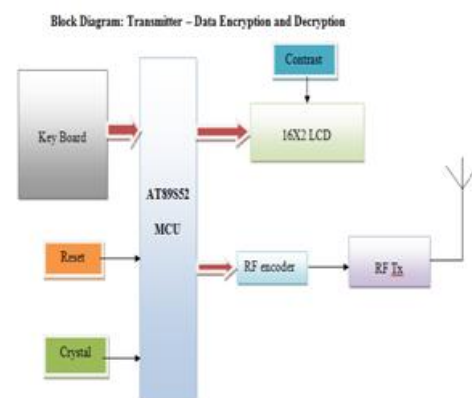 Block Diagram: Transmitter – Data Encryption and Decryption
Contrast
Key Board
16X2 LCD
AT89S52
MCU
Reset
RF encoder
RF Tx
Crystal